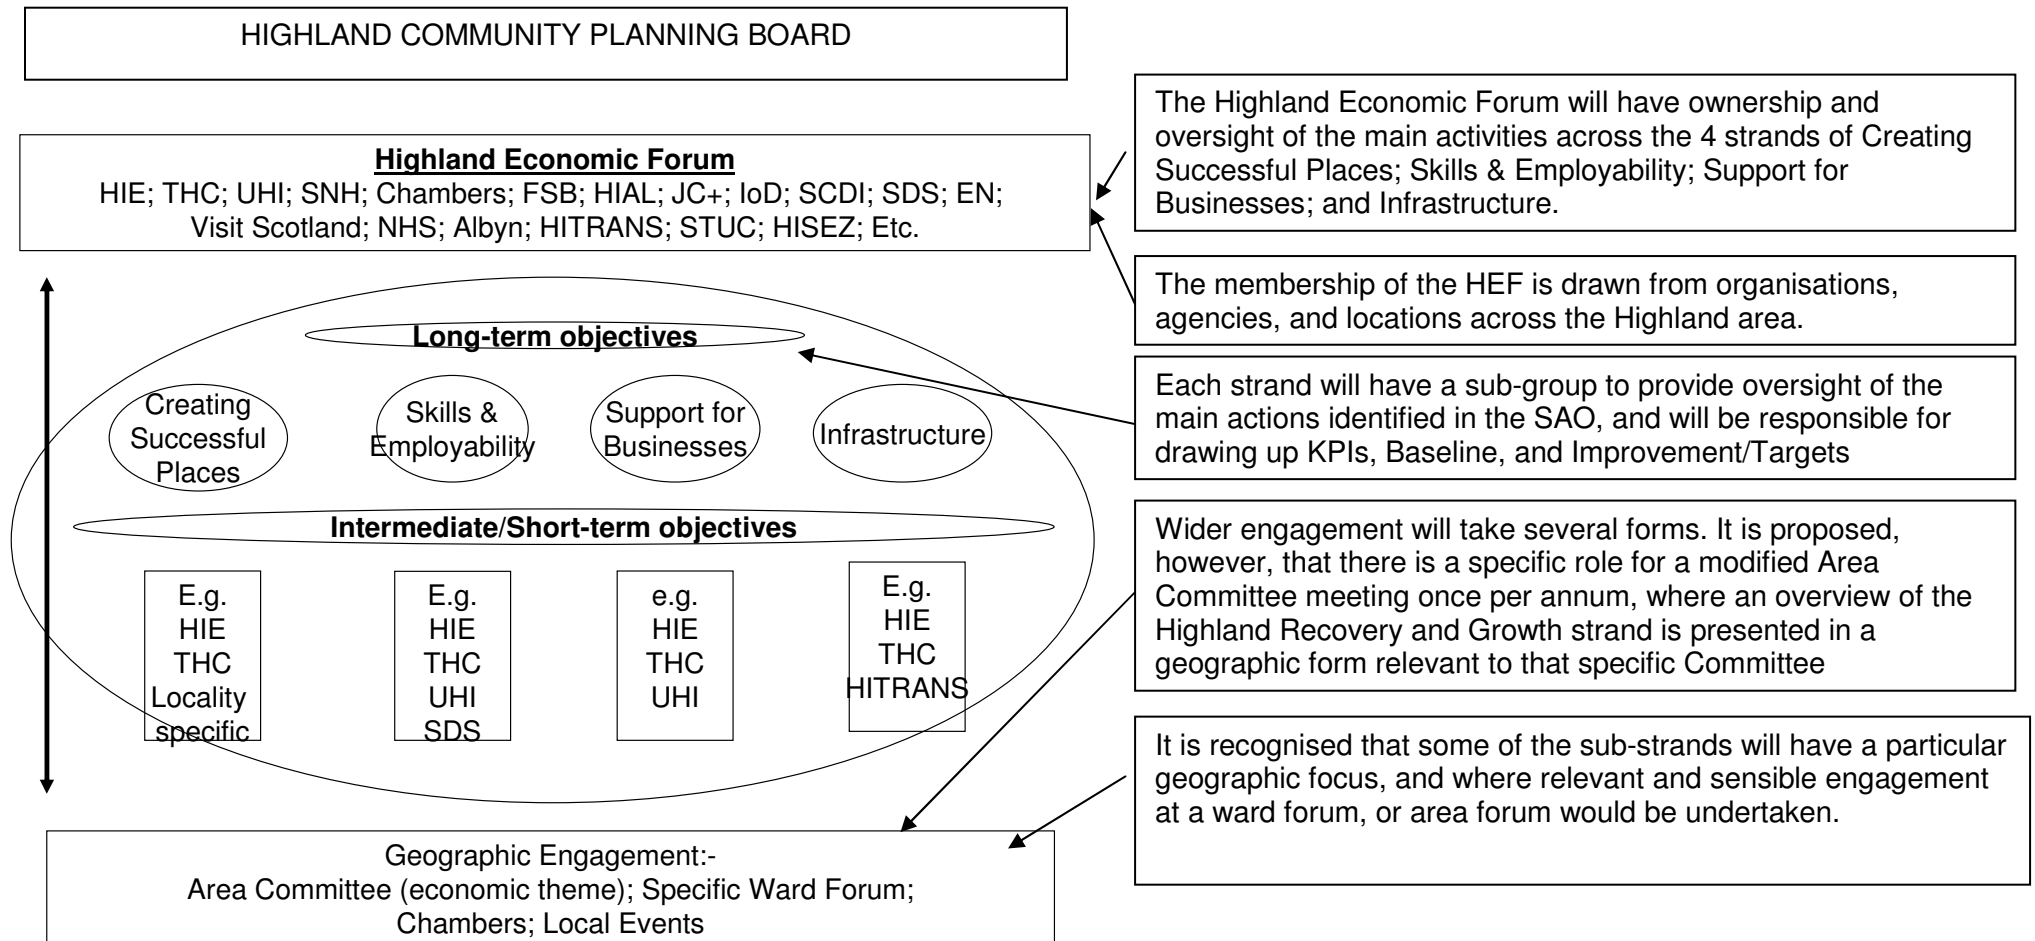 HIGHLAND COMMUNITY PLANNING BOARD
Highland Economic Forum
HIE; THC; UHI; SNH; Chambers; FSB; HIAL; JC+; IoD; SCDI; SDS; EN;
Visit Scotland; NHS; Albyn; HITRANS; STUC; HISEZ; Etc.
Long-term objectives
Creating
Successful
Places
Skills &
Employability
Support for
Businesses
Infrastructure
Intermediate/Short-term objectives
E.g.
HIE
THC
Locality
specific
E.g.
HIE
THC
UHI
SDS
e.g.
HIE
THC
UHI
E.g.
HIE
THC
HITRANS
Geographic Engagement:-
Area Committee (economic theme); Specific Ward Forum;
Chambers; Local Events
The Highland Economic Forum will have ownership and
oversight of the main activities across the 4 strands of Creating
Successful Places; Skills & Employability; Support for
Businesses; and Infrastructure.
The membership of the HEF is drawn from organisations,
agencies, and locations across the Highland area.
Each strand will have a sub-group to provide oversight of the
main actions identified in the SAO, and will be responsible for
drawing up KPIs, Baseline, and Improvement/Targets
Wider engagement will take several forms. It is proposed,
however, that there is a specific role for a modified Area
Committee meeting once per annum, where an overview of the
Highland Recovery and Growth strand is presented in a
geographic form relevant to that specific Committee
It is recognised that some of the sub-strands will have a particular
geographic focus, and where relevant and sensible engagement
at a ward forum, or area forum would be undertaken.